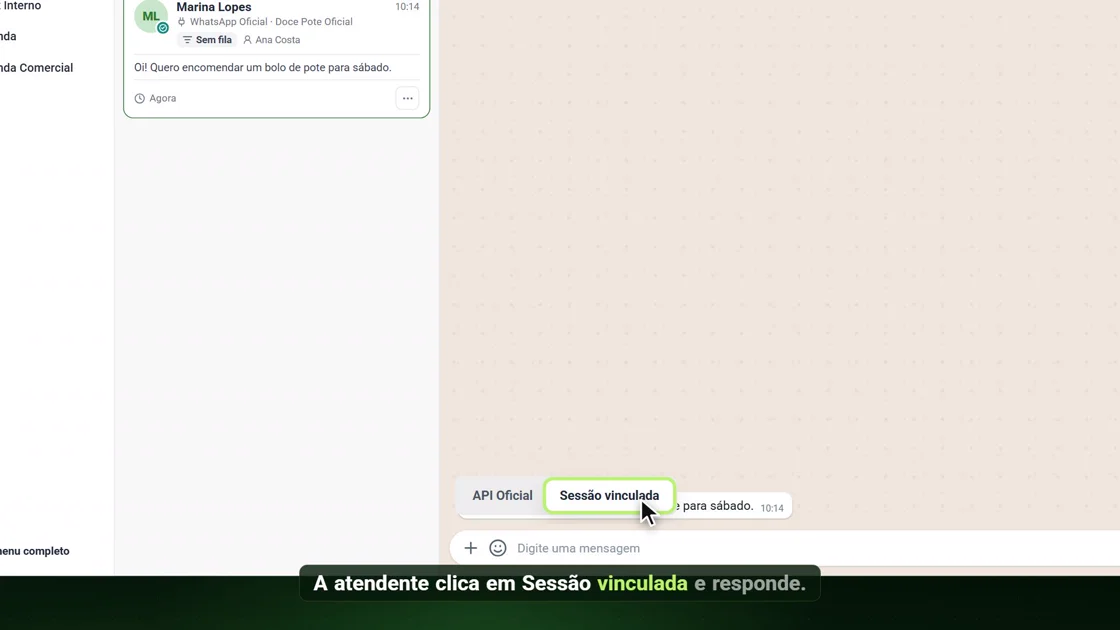 Interno
nda
nda Comercial
enu completo
ML
Marina Lopes
10:14
WhatsApp Oficial · Doce Pote Oficial
Sem fila
Ana Costa
Oi! Quero encomendar um bolo de pote para sábado.
Agora
API Oficial
Sessão vinculada
e para sábado.
10:14
Digite uma mensagem
A atendente clica em Sessão vinculada e responde.